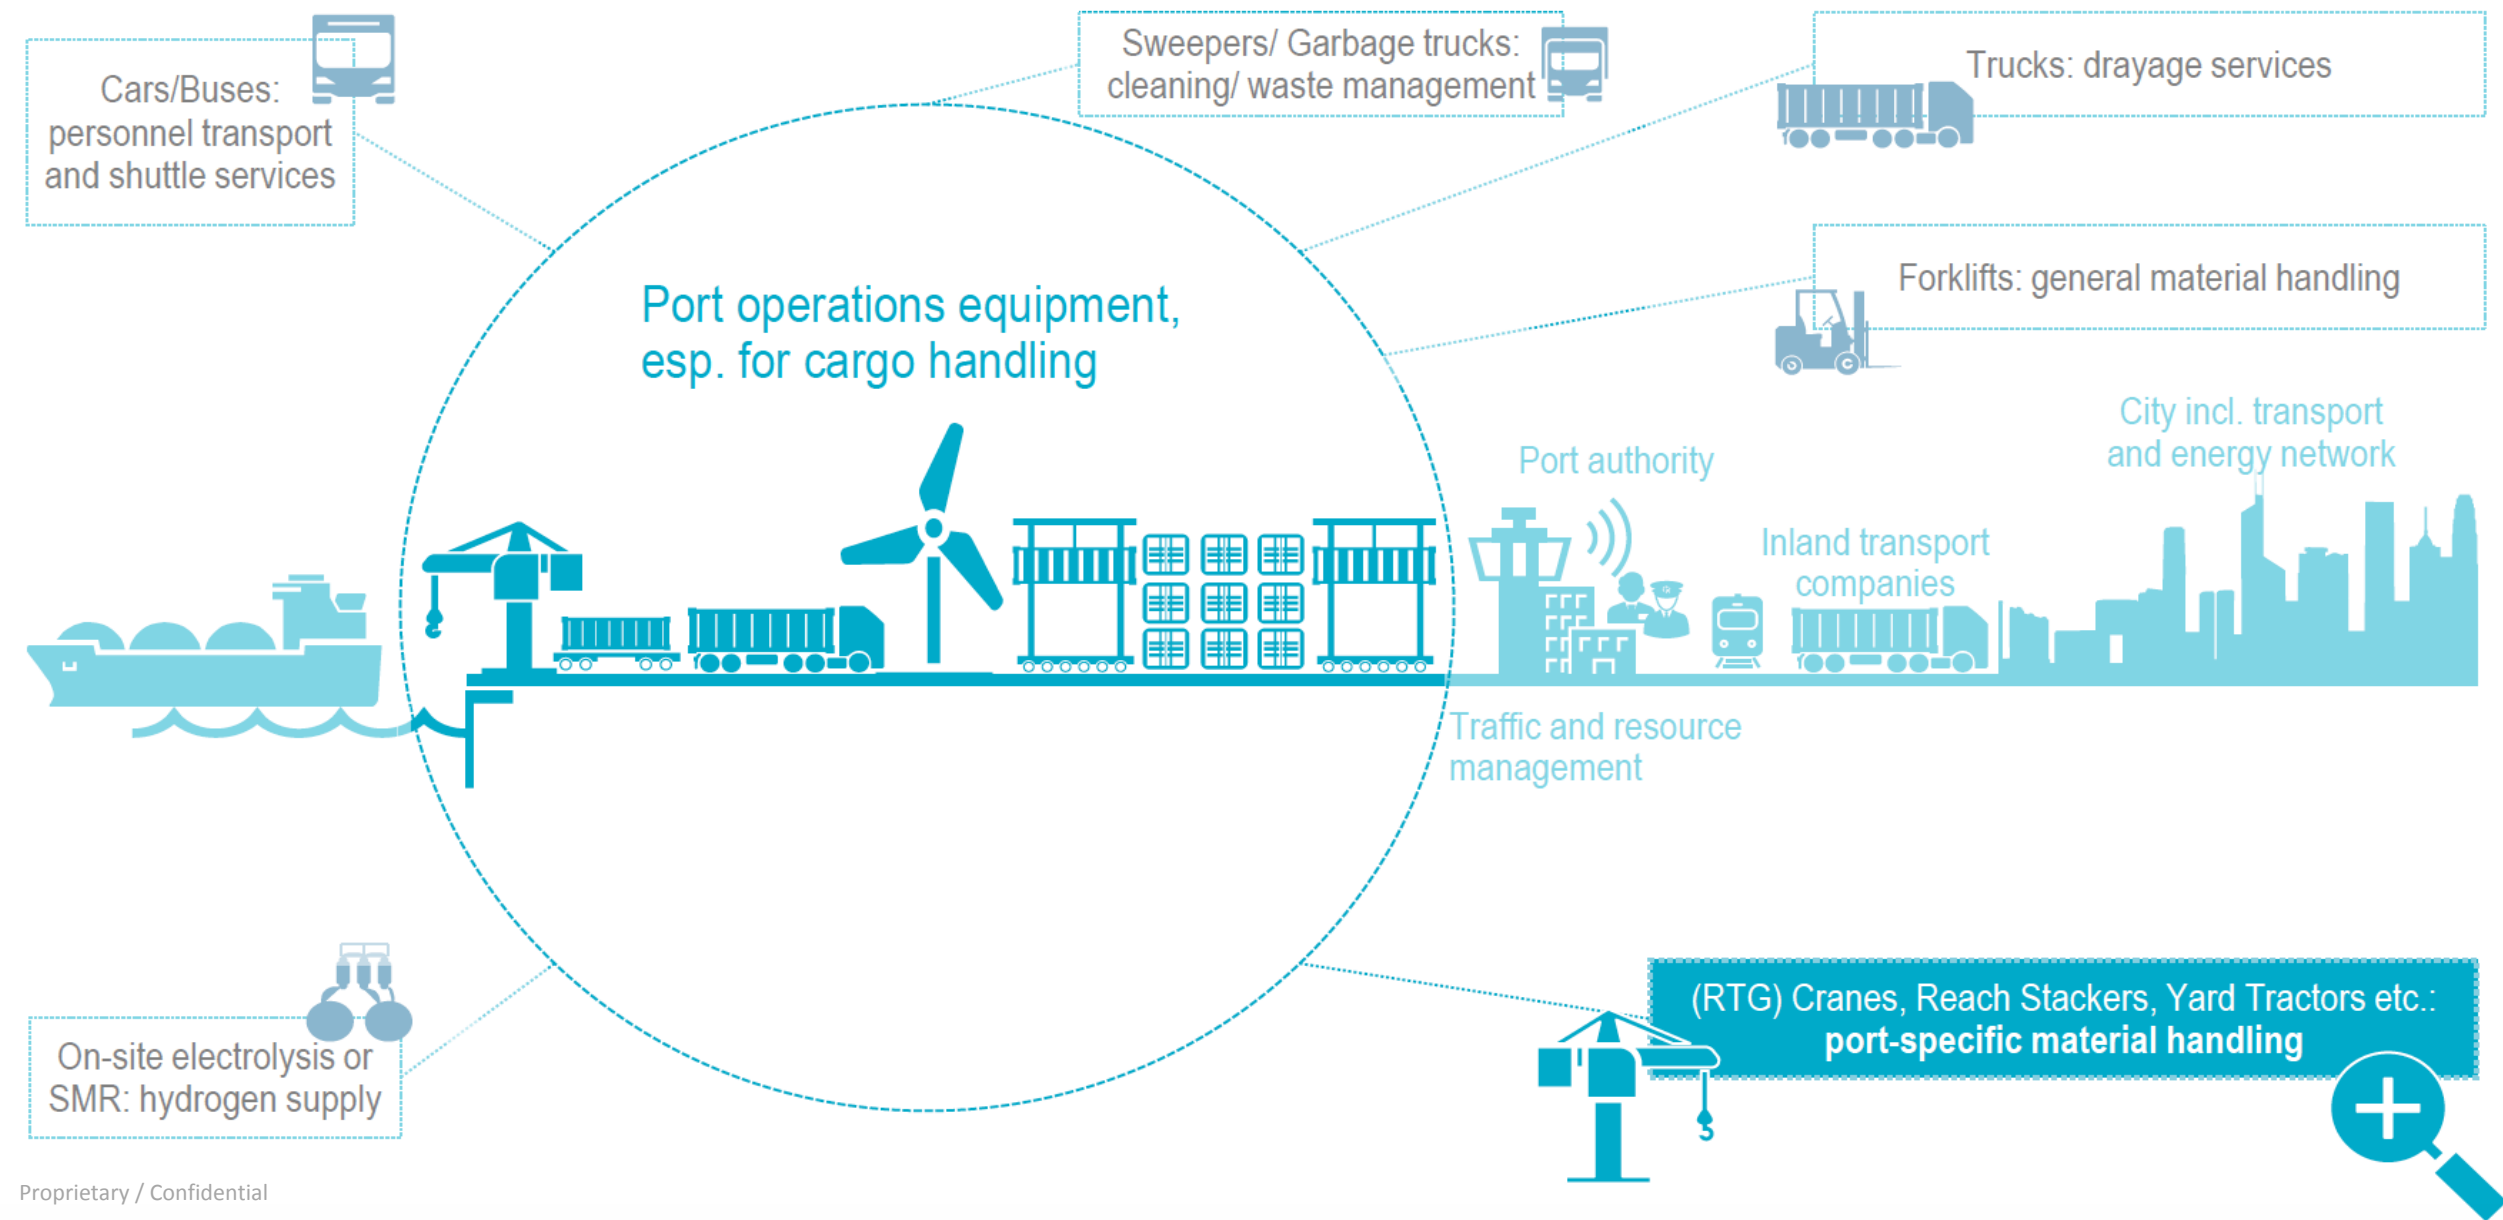 Cars/Buses:
personnel transport
and shuttle services
Sweepers/ Garbage trucks:
cleaning/ waste management
Trucks: drayage services
Forklifts: general material handling
Port operations equipment,
esp. for cargo handling
City incl. transport
and energy network
Port authority
Inland transport
companies
Traffic and resource
management
(RTG) Cranes, Reach Stackers, Yard Tractors etc.:
port-specific material handling
On-site electrolysis or
SMR: hydrogen supply
Proprietary / Confidential